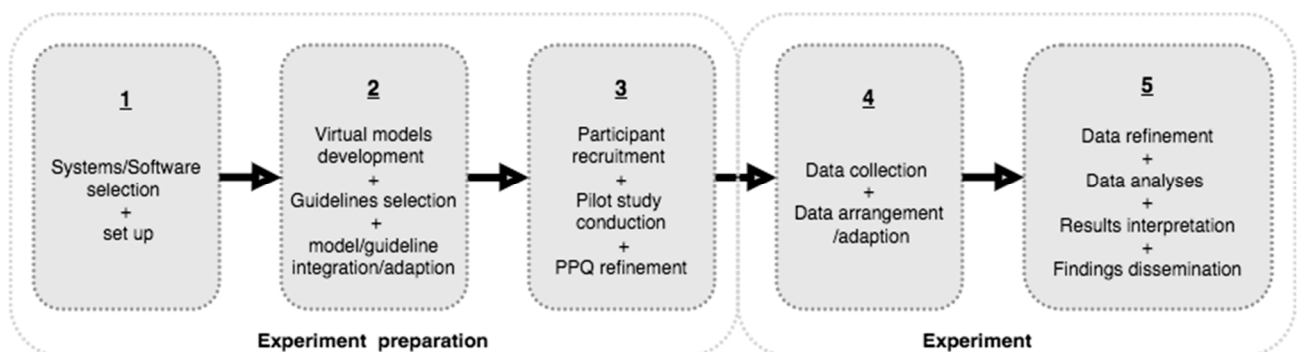 1
Systems/Software
selection
+
set up
2
Virtual models
development
+
Guidelines selection
+
model/guideline
integration/adaption
3
Participant
recruitment
+
Pilot study
conduction
+
PPQ refinement
4
Data collection
+
Data arrangement
/adaption
5
Data refinement
+
Data analyses
+
Results interpretation
+
Findings dissemination
Experiment preparation
Experiment